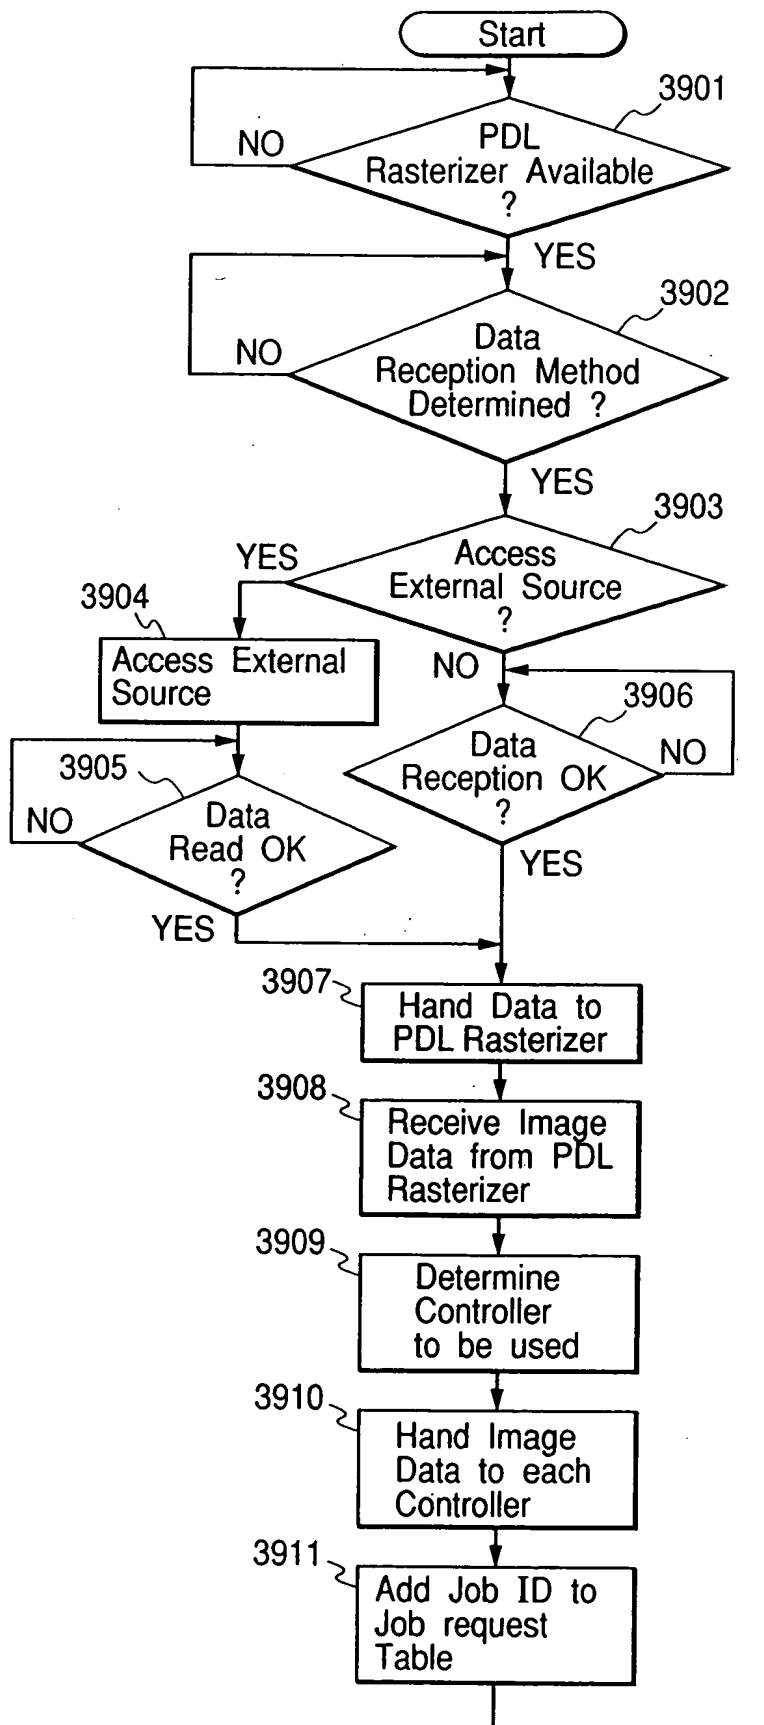 Start
3901
PDL
Rasterizer Available
?
NO
YES
3902
Data
Reception Method
Determined ?
NO
YES
3903
Access
External Source
?
YES
NO
3904
Access External
Source
3905
Data
Read OK
?
NO
YES
3906
Data
Reception OK
?
NO
YES
3907
Hand Data to
PDL Rasterizer
3908
Receive Image
Data from PDL
Rasterizer
3909
Determine
Controller
to be used
3910
Hand Image
Data to each
Controller
3911
Add Job ID to
Job request
Table